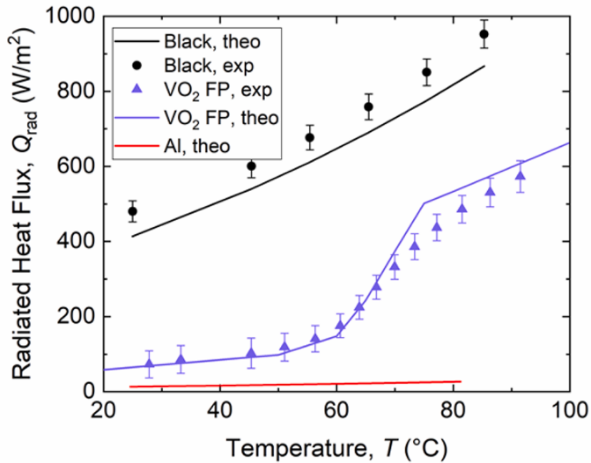 1000
800
600
400
200
0
20
40
60
80
100
Radiated Heat Flux, Qrad (W/m²)
Temperature, T (°C)
Black, theo
Black, exp
VO₂ FP, exp
VO₂ FP, theo
Al, theo